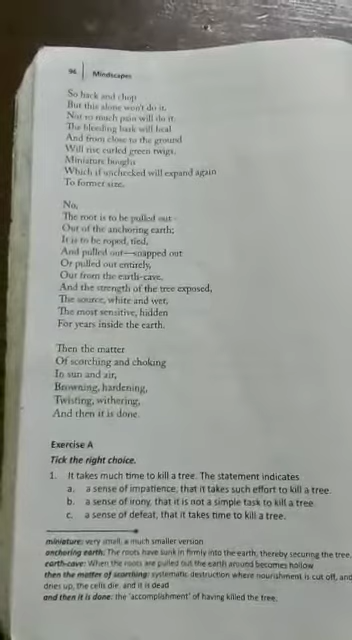 96 Mindscapes
So hack and chop
But this alone won't do it.
Not so much pain will do it.
The bleeding bark will heal
And from close to the ground
Will rise curled green twigs,
Miniature boughs
Which if unchecked will expand again
To former size.
No,
The root is to be pulled out—
Out of the anchoring earth;
It is to be roped, tied,
And pulled out—snapped out
Or pulled out entirely,
Out from the earth-cave,
And the strength of the tree exposed,
The source, white and wet,
The most sensitive, hidden
For years inside the earth.
Then the matter
Of scorching and choking
In sun and air,
Browning, hardening,
Twisting, withering,
And then it is done.
Exercise A
Tick the right choice.
1. It takes much time to kill a tree. The statement indicates
a. a sense of impatience, that it takes such effort to kill a tree.
b. a sense of irony, that it is not a simple task to kill a tree.
c. a sense of defeat, that it takes time to kill a tree.
miniature: very small, a much smaller version
anchoring earth: The roots have sunk in firmly into the earth, thereby securing the tree.
earth-cave: When the roots are pulled out the earth around becomes hollow
then the matter of scorching: systematic destruction where nourishment is cut off, and
dries up, the cells die, and it is dead
and then it is done: the 'accomplishment' of having killed the tree.